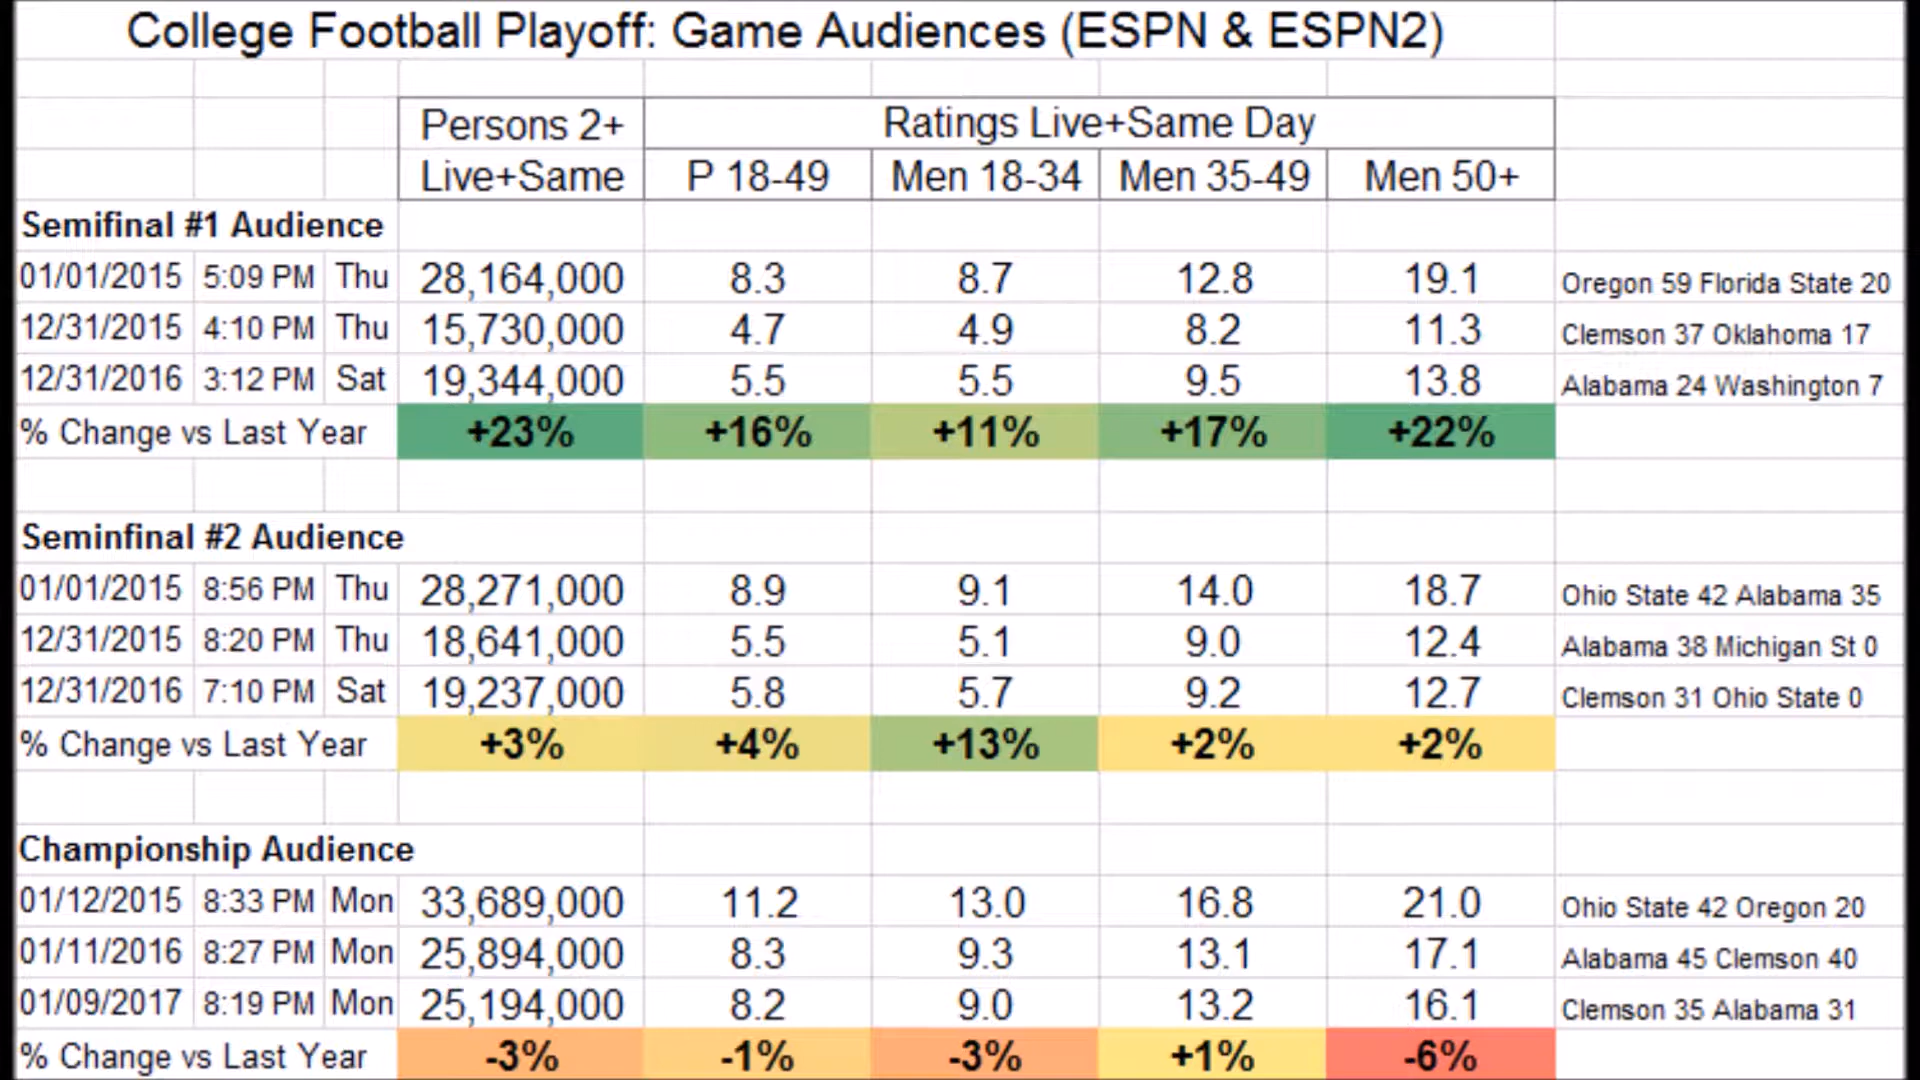 College Football Playoff: Game Audiences (ESPN & ESPN2)
Persons 2+ Ratings Live+Same Day
Live+Same P 18-49 Men 18-34 Men 35-49 Men 50+
Semifinal #1 Audience
01/01/2015 5:09 PM Thu 28,164,000 8.3 8.7 12.8 19.1 Oregon 59 Florida State 20
12/31/2015 4:10 PM Thu 15,730,000 4.7 4.9 8.2 11.3 Clemson 37 Oklahoma 17
12/31/2016 3:12 PM Sat 19,344,000 5.5 5.5 9.5 13.8 Alabama 24 Washington 7
% Change vs Last Year +23% +16% +11% +17% +22%
Seminfinal #2 Audience
01/01/2015 8:56 PM Thu 28,271,000 8.9 9.1 14.0 18.7 Ohio State 42 Alabama 35
12/31/2015 8:20 PM Thu 18,641,000 5.5 5.1 9.0 12.4 Alabama 38 Michigan St 0
12/31/2016 7:10 PM Sat 19,237,000 5.8 5.7 9.2 12.7 Clemson 31 Ohio State 0
% Change vs Last Year +3% +4% +13% +2% +2%
Championship Audience
01/12/2015 8:33 PM Mon 33,689,000 11.2 13.0 16.8 21.0 Ohio State 42 Oregon 20
01/11/2016 8:27 PM Mon 25,894,000 8.3 9.3 13.1 17.1 Alabama 45 Clemson 40
01/09/2017 8:19 PM Mon 25,194,000 8.2 9.0 13.2 16.1 Clemson 35 Alabama 31
% Change vs Last Year -3% -1% -3% +1% -6%